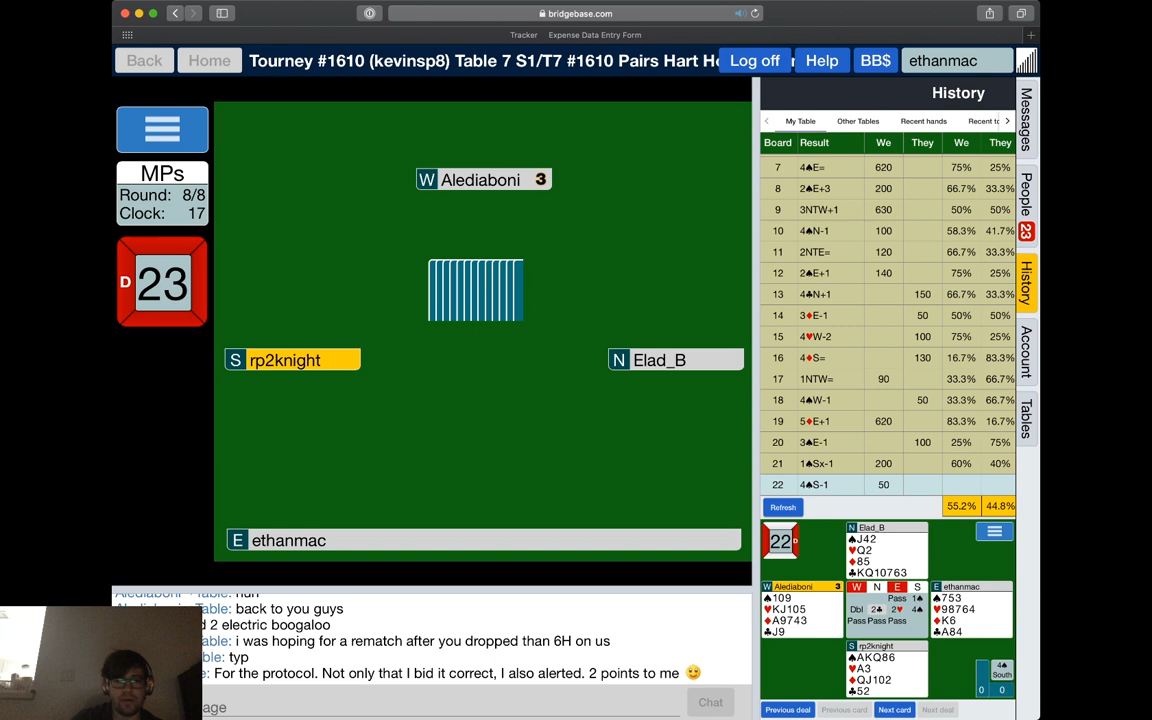 bridgebase.com
Tracker Expense Data Entry Form
Back Home Tourney #1610 (kevinsp8) Table 7 S1/T7 #1610 Pairs Hart Ho Log off Help BB$ ethanmac
MPs
Round: 8/8
Clock: 17
D 23
W Alediaboni 3
S rp2knight
N Elad_B
E ethanmac
Table:
back to you guys
d 2 electric boogaloo
able: i was hoping for a rematch after you dropped than 6H on us
able: typ
e: For the protocol. Not only that I bid it correct, I also alerted. 2 points to me 😊
age Chat
History
‹ My Table Other Tables Recent hands Recent to ›
Board Result We They We They
7 4♠E= 620 75% 25%
8 2♠E+3 200 66.7% 33.3%
9 3NTW+1 630 50% 50%
10 4♠N-1 100 58.3% 41.7%
11 2NTE= 120 66.7% 33.3%
12 2♠E+1 140 75% 25%
13 4♣N+1 150 66.7% 33.3%
14 3♦E-1 50 50% 50%
15 4♥W-2 100 75% 25%
16 4♦S= 130 16.7% 83.3%
17 1NTW= 90 33.3% 66.7%
18 4♠W-1 50 33.3% 66.7%
19 5♦E+1 620 83.3% 16.7%
20 3♠E-1 100 25% 75%
21 1♠Sx-1 200 60% 40%
22 4♠S-1 50
Refresh 55.2% 44.8%
22 D
N Elad_B
♠J42
♥Q2
♦85
♣KQ10763
W Alediaboni 3
♠109
♥KJ105
♦A9743
♣J9
W N E S
Pass 1♠
Dbl 2♣ 2♥ 4♠
Pass Pass Pass
E ethanmac
♠753
♥98764
♦K6
♣A84
S rp2knight
♠AKQ86
♥A3
♦QJ102
♣52
4♠
South
0 0
Previous deal Previous card Next card Next deal
Messages
People 23
History
Account
Tables